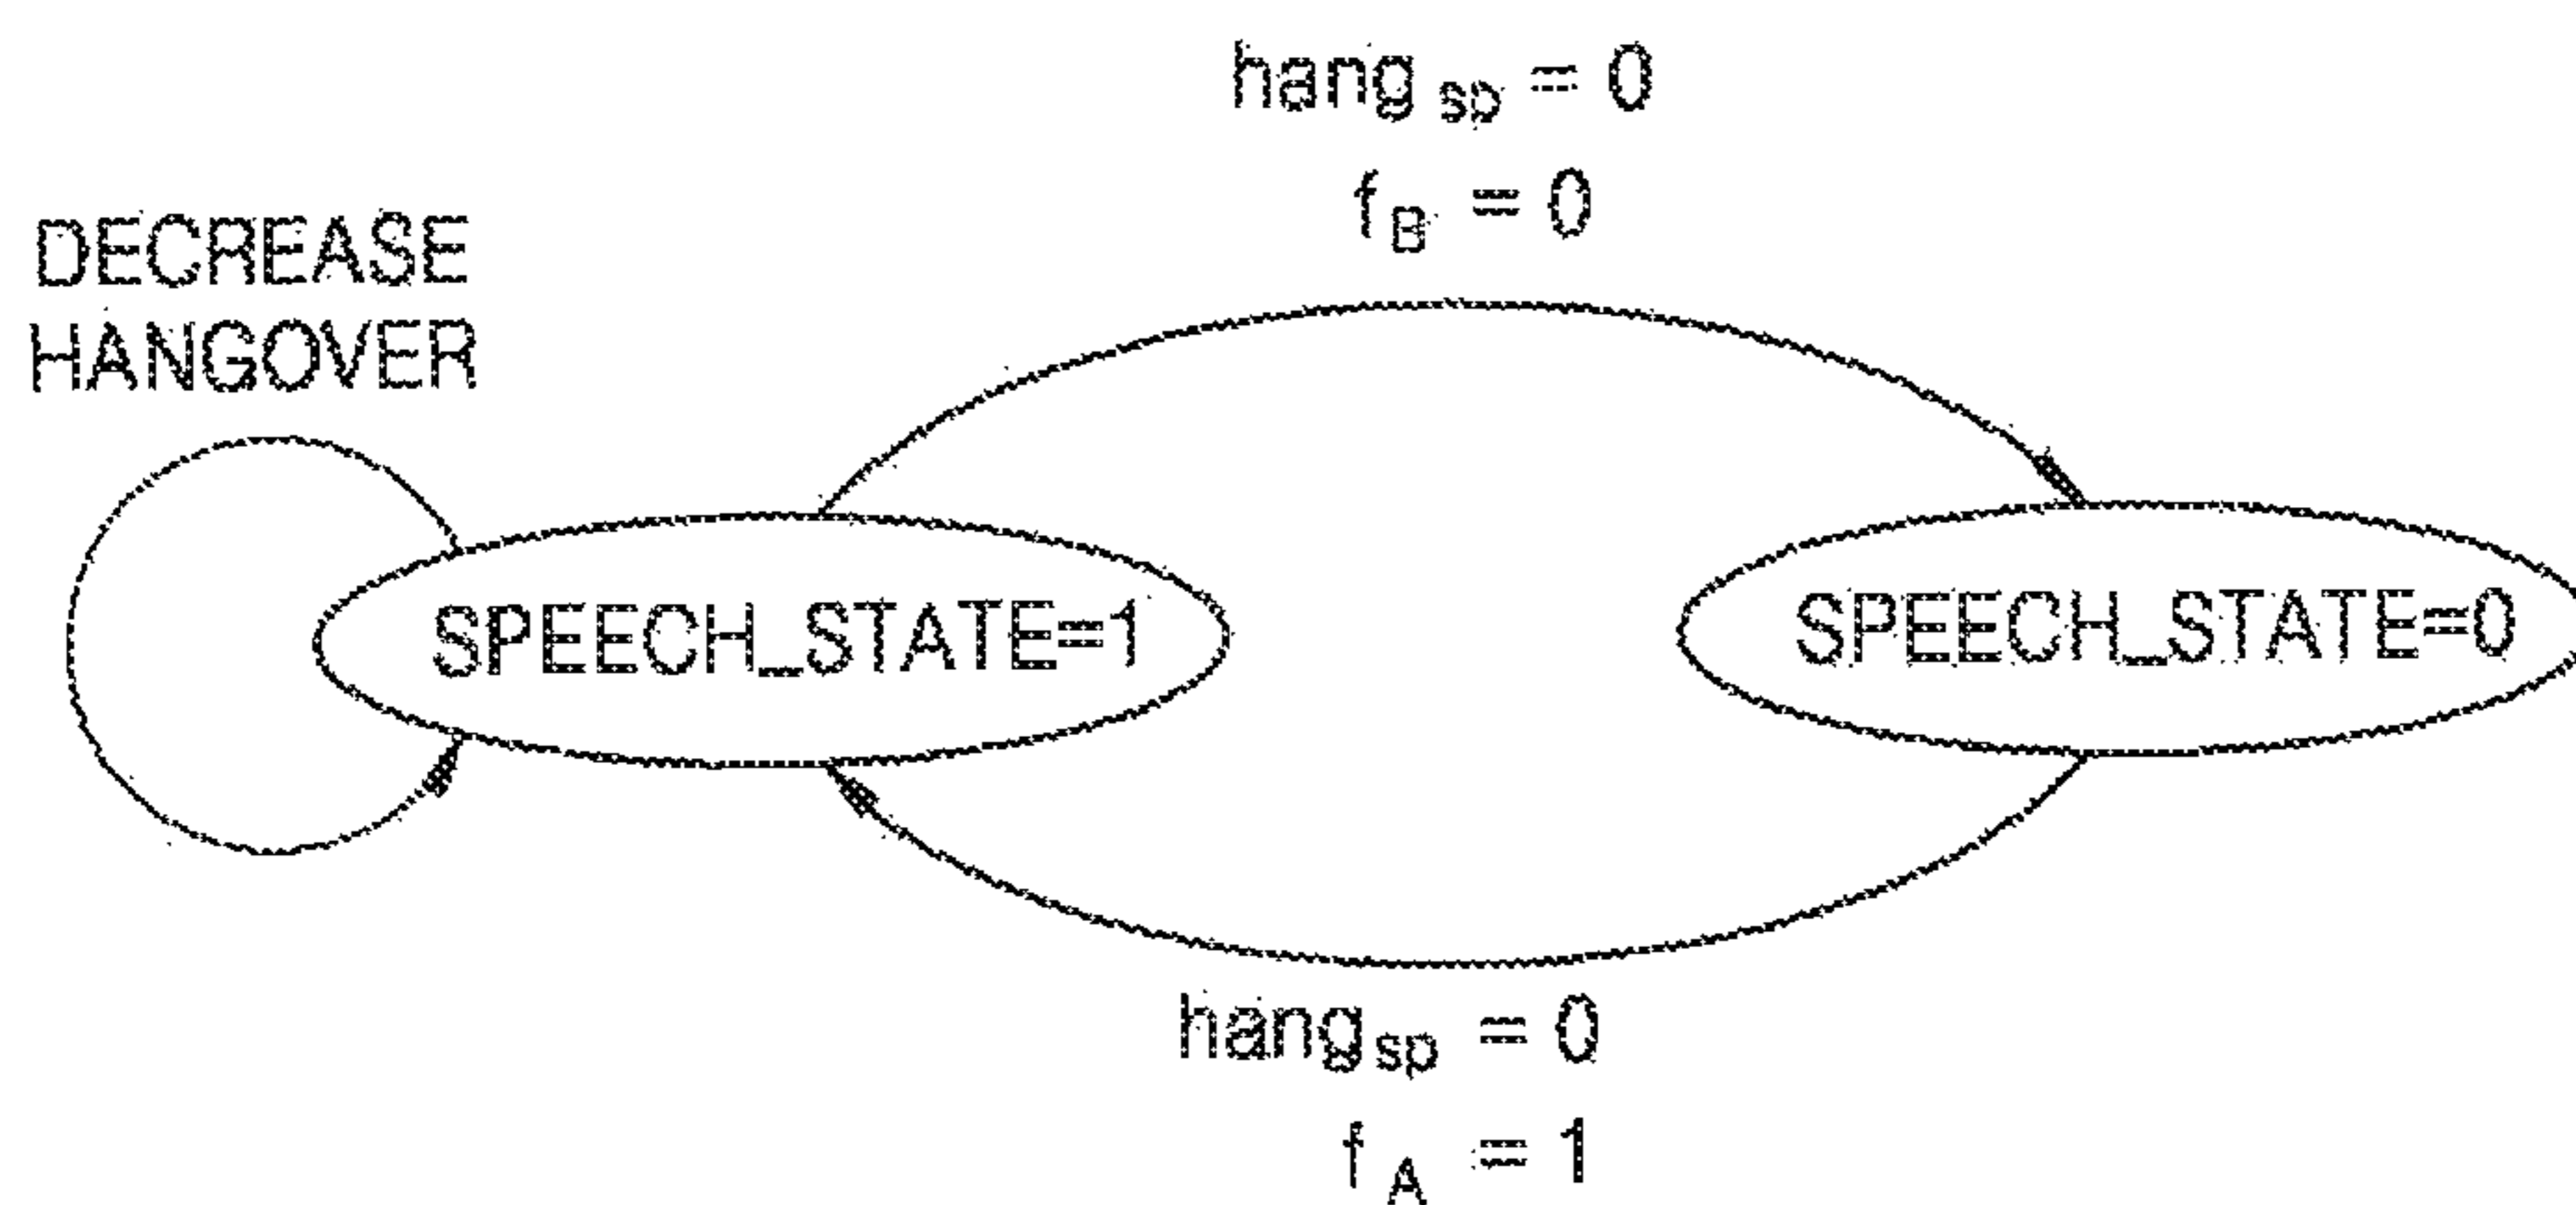 hang sp = 0
f B = 0
DECREASE
HANGOVER
SPEECH_STATE=1
SPEECH_STATE=0
hang sp = 0
f A = 1